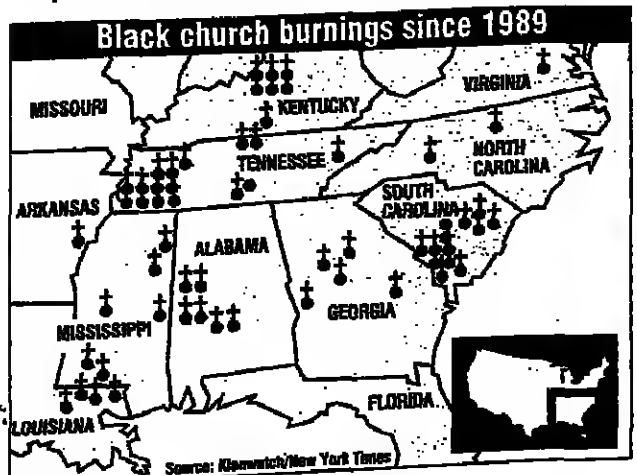 Black church burnings since 1989
MISSOURI
KENTUCKY
VIRGINIA
TENNESSEE
NORTH
CAROLINA
ARKANSAS
SOUTH
CAROLINA
ALABAMA
GEORGIA
MISSISSIPPI
FLORIDA
LOUISIANA
Source: Klanwatch/New York Times